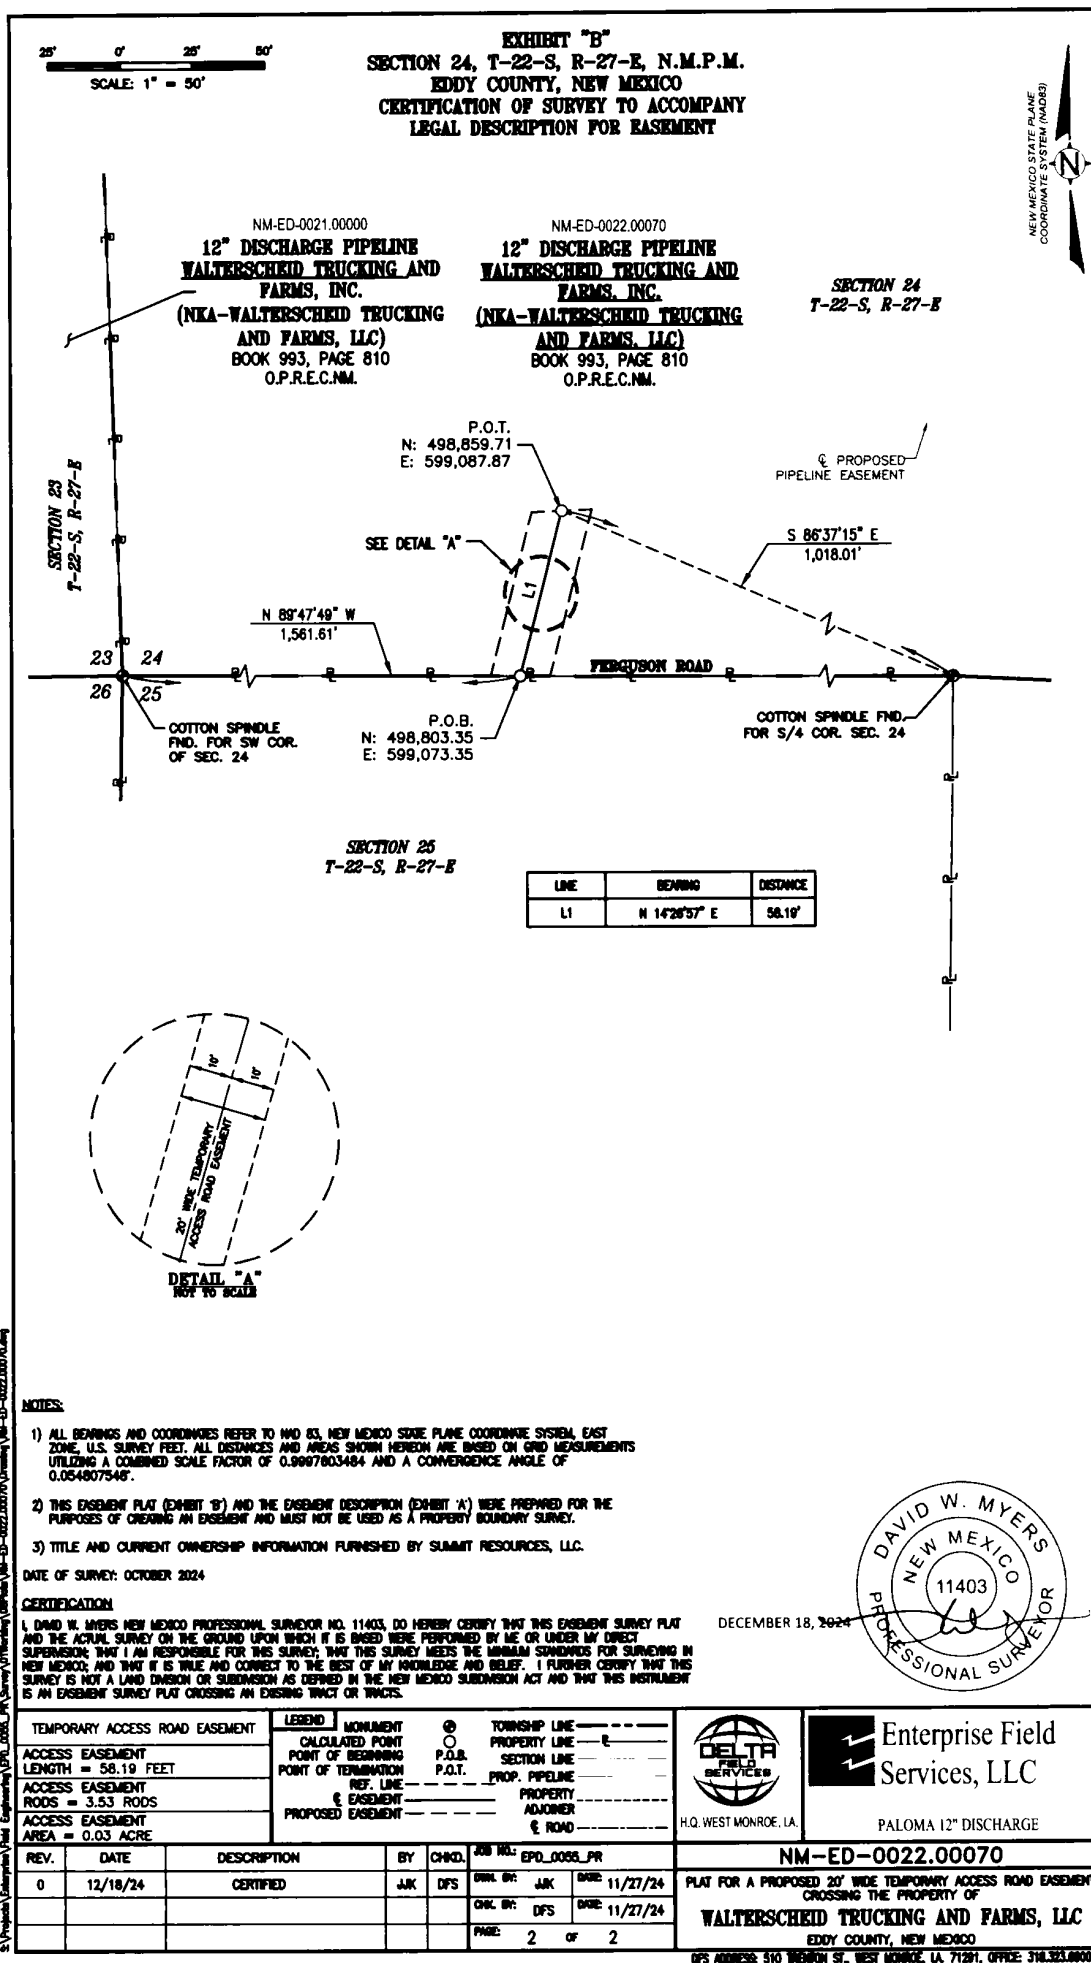 EXHIBIT "B"
SECTION 24, T-22-S, R-27-E, N.M.P.M.
EDDY COUNTY, NEW MEXICO
CERTIFICATION OF SURVEY TO ACCOMPANY
LEGAL DESCRIPTION FOR EASEMENT
25' 0' 25' 50'
SCALE: 1" = 50'
NEW MEXICO STATE PLANE
COORDINATE SYSTEM (NAD83)
N
NM-ED-0021.00000
12" DISCHARGE PIPELINE
WALTERSCHEID TRUCKING AND
FARMS, INC.
(NKA-WALTERSCHEID TRUCKING
AND FARMS, LLC)
BOOK 993, PAGE 810
O.P.R.E.C.NM.
NM-ED-0022.00070
12" DISCHARGE PIPELINE
WALTERSCHEID TRUCKING AND
FARMS. INC.
(NKA-WALTERSCHEID TRUCKING
AND FARMS, LLC)
BOOK 993, PAGE 810
O.P.R.E.C.NM.
SECTION 24
T-22-S, R-27-E
P.O.T.
N: 498,859.71
E: 599,087.87
℄ PROPOSED
PIPELINE EASEMENT
SECTION 23
T-22-S, R-27-E
SEE DETAIL "A"
L1
S 86°37'15" E
1,018.01'
N 89°47'49" W
1,561.61'
23 24
26 25
FERGUSON ROAD
COTTON SPINDLE
FND. FOR SW COR.
OF SEC. 24
P.O.B.
N: 498,803.35
E: 599,073.35
COTTON SPINDLE FND.
FOR S/4 COR. SEC. 24
SECTION 25
T-22-S, R-27-E
LINE BEARING DISTANCE
L1 N 14°26'57" E 58.19'
10' 10'
20' WIDE TEMPORARY
ACCESS ROAD EASEMENT
DETAIL "A"
NOT TO SCALE
NOTES:
1) ALL BEARINGS AND COORDINATES REFER TO NAD 83, NEW MEXICO STATE PLANE COORDINATE SYSTEM, EAST
ZONE, U.S. SURVEY FEET. ALL DISTANCES AND AREAS SHOWN HEREON ARE BASED ON GRID MEASUREMENTS
UTILIZING A COMBINED SCALE FACTOR OF 0.9997603484 AND A CONVERGENCE ANGLE OF
0.054807546°.
2) THIS EASEMENT PLAT (EXHIBIT 'B') AND THE EASEMENT DESCRIPTION (EXHIBIT 'A') WERE PREPARED FOR THE
PURPOSES OF CREATING AN EASEMENT AND MUST NOT BE USED AS A PROPERTY BOUNDARY SURVEY.
3) TITLE AND CURRENT OWNERSHIP INFORMATION FURNISHED BY SUMMIT RESOURCES, LLC.
DATE OF SURVEY: OCTOBER 2024
CERTIFICATION
I, DAVID W. MYERS NEW MEXICO PROFESSIONAL SURVEYOR NO. 11403, DO HEREBY CERTIFY THAT THIS EASEMENT SURVEY PLAT
AND THE ACTUAL SURVEY ON THE GROUND UPON WHICH IT IS BASED WERE PERFORMED BY ME OR UNDER MY DIRECT
SUPERVISION; THAT I AM RESPONSIBLE FOR THIS SURVEY; THAT THIS SURVEY MEETS THE MINIMUM STANDARDS FOR SURVEYING IN
NEW MEXICO; AND THAT IT IS TRUE AND CORRECT TO THE BEST OF MY KNOWLEDGE AND BELIEF. I FURTHER CERTIFY THAT THIS
SURVEY IS NOT A LAND DIVISION OR SUBDIVISION AS DEFINED IN THE NEW MEXICO SUBDIVISION ACT AND THAT THIS INSTRUMENT
IS AN EASEMENT SURVEY PLAT CROSSING AN EXISTING TRACT OR TRACTS.
DECEMBER 18, 2024
DAVID W. MYERS
NEW MEXICO
11403
PROFESSIONAL SURVEYOR
TEMPORARY ACCESS ROAD EASEMENT
ACCESS EASEMENT
LENGTH = 58.19 FEET
ACCESS EASEMENT
RODS = 3.53 RODS
ACCESS EASEMENT
AREA = 0.03 ACRE
LEGEND
MONUMENT
CALCULATED POINT
POINT OF BEGINNING P.O.B.
POINT OF TERMINATION P.O.T.
REF. LINE
℄ EASEMENT
PROPOSED EASEMENT
TOWNSHIP LINE
PROPERTY LINE
SECTION LINE
PROP. PIPELINE
PROPERTY
ADJOINER
℄ ROAD
DELTA
FIELD
SERVICES
H.Q. WEST MONROE, LA.
Enterprise Field
Services, LLC
PALOMA 12" DISCHARGE
REV. DATE DESCRIPTION BY CHKD.
0 12/18/24 CERTIFIED JJK DFS
JOB NO.: EPD_0055_PR
DWN. BY: JJK DATE: 11/27/24
CHK. BY: DFS DATE: 11/27/24
PAGE: 2 OF 2
NM-ED-0022.00070
PLAT FOR A PROPOSED 20' WIDE TEMPORARY ACCESS ROAD EASEMENT
CROSSING THE PROPERTY OF
WALTERSCHEID TRUCKING AND FARMS, LLC
EDDY COUNTY, NEW MEXICO
DFS ADDRESS: 510 TRENTON ST., WEST MONROE, LA. 71291, OFFICE: